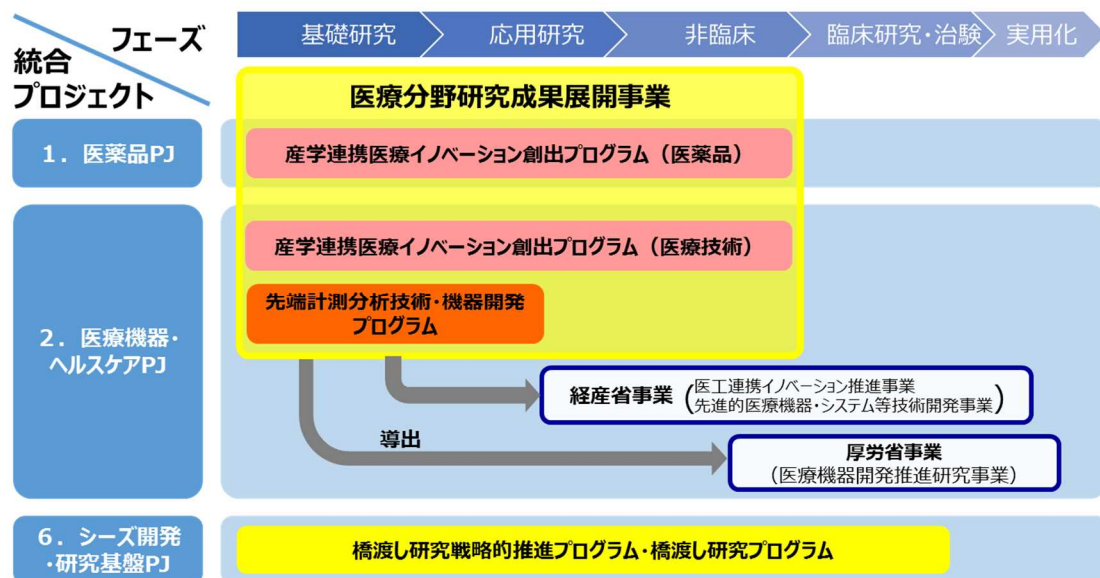 フェーズ
統合
プロジェクト
基礎研究
応用研究
非臨床
臨床研究・治験
実用化
医療分野研究成果展開事業
1．医薬品PJ
産学連携医療イノベーション創出プログラム（医薬品）
産学連携医療イノベーション創出プログラム（医療技術）
先端計測分析技術・機器開発
プログラム
2．医療機器・
ヘルスケアPJ
経産省事業
（医工連携イノベーション推進事業
先進的医療機器・システム等技術開発事業）
導出
厚労省事業
（医療機器開発推進研究事業）
6．シーズ開発
・研究基盤PJ
橋渡し研究戦略的推進プログラム・橋渡し研究プログラム